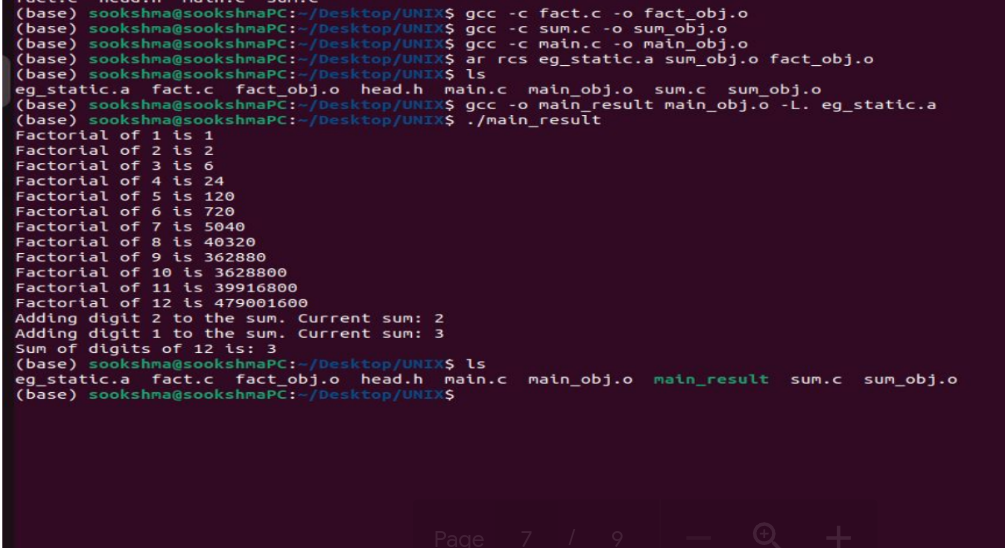 fact.c head.h main.c sum.c
(base) sookshma@sookshmaPC:~/Desktop/UNIX$ gcc -c fact.c -o fact_obj.o
(base) sookshma@sookshmaPC:~/Desktop/UNIX$ gcc -c sum.c -o sum_obj.o
(base) sookshma@sookshmaPC:~/Desktop/UNIX$ gcc -c main.c -o main_obj.o
(base) sookshma@sookshmaPC:~/Desktop/UNIX$ ar rcs eg_static.a sum_obj.o fact_obj.o
(base) sookshma@sookshmaPC:~/Desktop/UNIX$ ls
eg_static.a fact.c fact_obj.o head.h main.c main_obj.o sum.c sum_obj.o
(base) sookshma@sookshmaPC:~/Desktop/UNIX$ gcc -o main_result main_obj.o -L. eg_static.a
(base) sookshma@sookshmaPC:~/Desktop/UNIX$ ./main_result
Factorial of 1 is 1
Factorial of 2 is 2
Factorial of 3 is 6
Factorial of 4 is 24
Factorial of 5 is 120
Factorial of 6 is 720
Factorial of 7 is 5040
Factorial of 8 is 40320
Factorial of 9 is 362880
Factorial of 10 is 3628800
Factorial of 11 is 39916800
Factorial of 12 is 479001600
Adding digit 2 to the sum. Current sum: 2
Adding digit 1 to the sum. Current sum: 3
Sum of digits of 12 is: 3
(base) sookshma@sookshmaPC:~/Desktop/UNIX$ ls
eg_static.a fact.c fact_obj.o head.h main.c main_obj.o main_result sum.c sum_obj.o
(base) sookshma@sookshmaPC:~/Desktop/UNIX$
Page 7 / 9